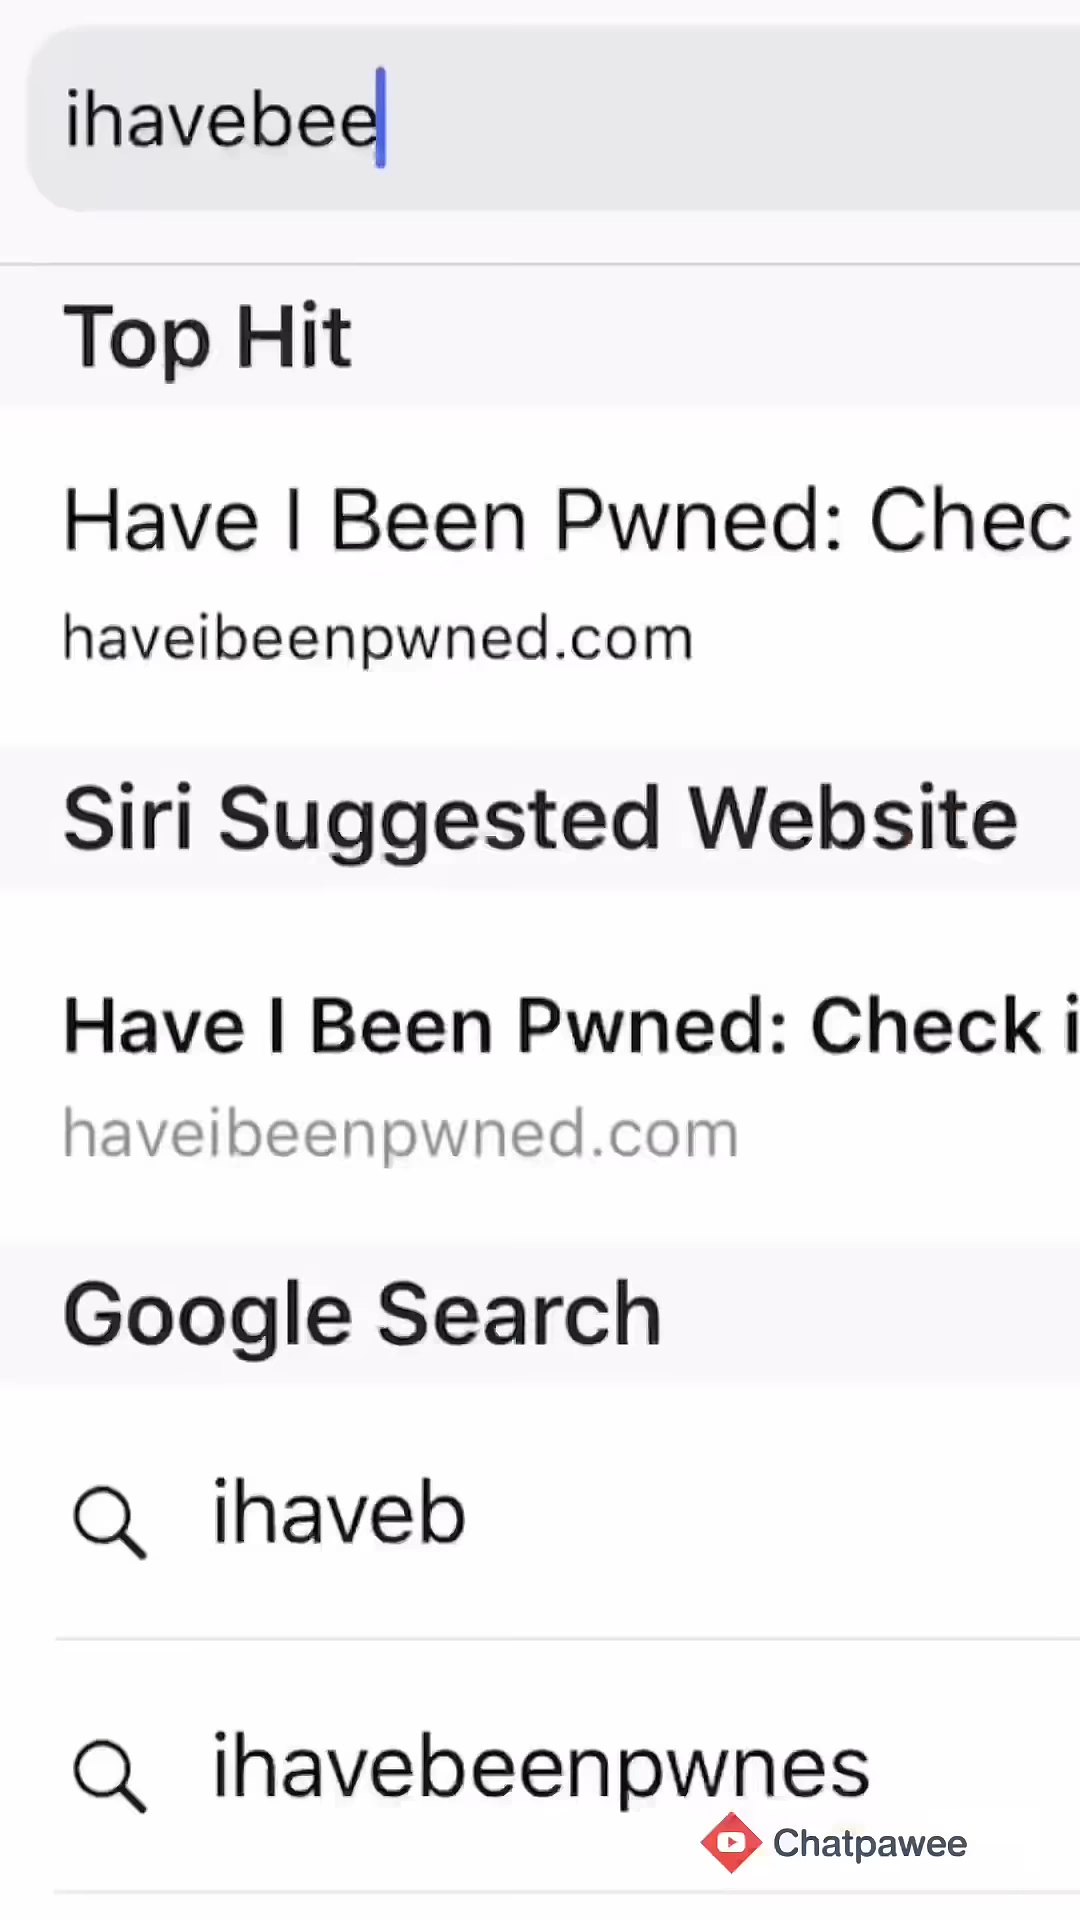 ihavebee
Top Hit
Have I Been Pwned: Chec
haveibeenpwned.com
Siri Suggested Website
Have I Been Pwned: Check i
haveibeenpwned.com
Google Search
ihaveb
ihavebeenpwnes
Chatpawee